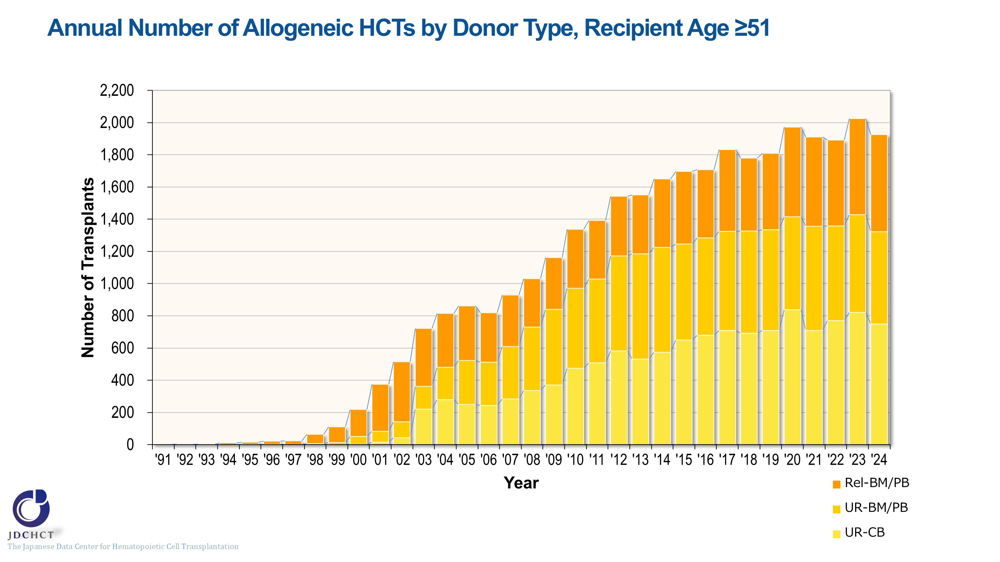 Annual Number of Allogeneic HCTs by Donor Type, Recipient Age ≥51
Number of Transplants
2,200
2,000
1,800
1,600
1,400
1,200
1,000
800
600
400
200
0
'91 '92 '93 '94 '95 '96 '97 '98 '99 '00 '01 '02 '03 '04 '05 '06 '07 '08 '09 '10 '11 '12 '13 '14 '15 '16 '17 '18 '19 '20 '21 '22 '23 '24
Year
Rel-BM/PB
UR-BM/PB
UR-CB
JDCHCT
The Japanese Data Center for Hematopoietic Cell Transplantation